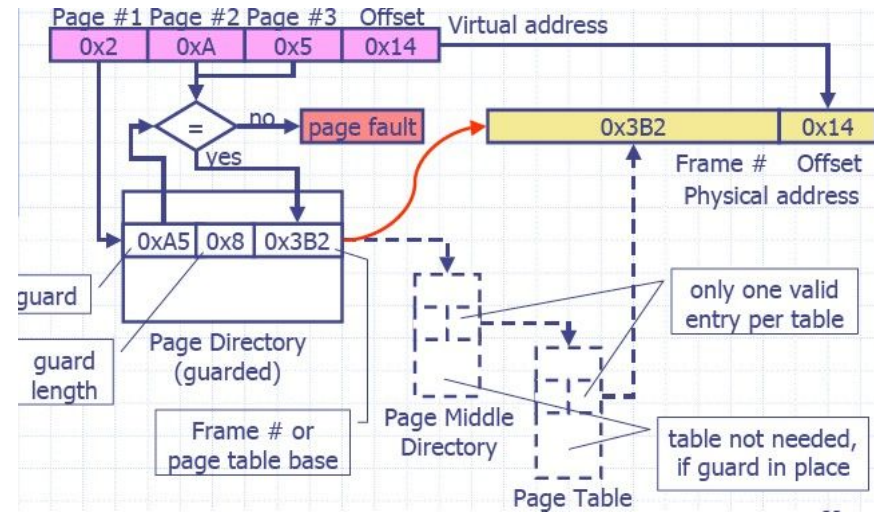 Page #1 Page #2 Page #3 Offset
Virtual address
0x2 0xA 0x5 0x14
=
no
page fault
yes
0x3B2 0x14
Frame # Offset
Physical address
0xA5 0x8 0x3B2
guard
guard
length
Page Directory
(guarded)
Frame # or
page table base
Page Middle
Directory
Page Table
only one valid
entry per table
table not needed,
if guard in place